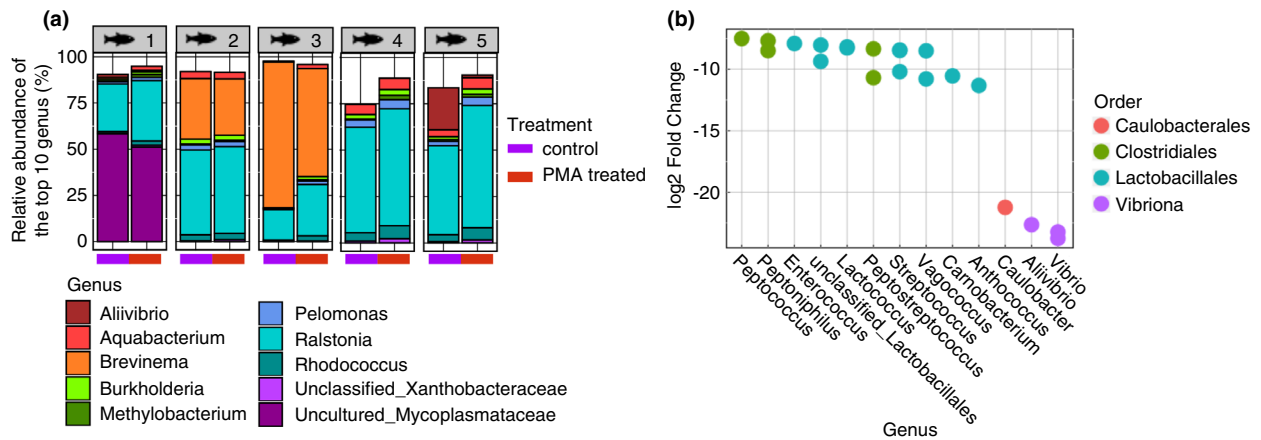 (a)
1
2
3
4
5
Relative abundance of
the top 10 genus (%)
100
75
50
25
0
Treatment
control
PMA treated
Genus
Aliivibrio
Aquabacterium
Brevinema
Burkholderia
Methylobacterium
Pelomonas
Ralstonia
Rhodococcus
Unclassified_Xanthobacteraceae
Uncultured_Mycoplasmataceae
(b)
log2 Fold Change
-10
-15
-20
Peptococcus
Peptoniphilus
Enterococcus
unclassified_Lactobacillales
Lactococcus
Peptostreptococcus
Streptococcus
Vagococcus
Carnobacterium
Anthococcus
Caulobacter
Aliivibrio
Vibrio
Genus
Order
Caulobacterales
Clostridiales
Lactobacillales
Vibriona